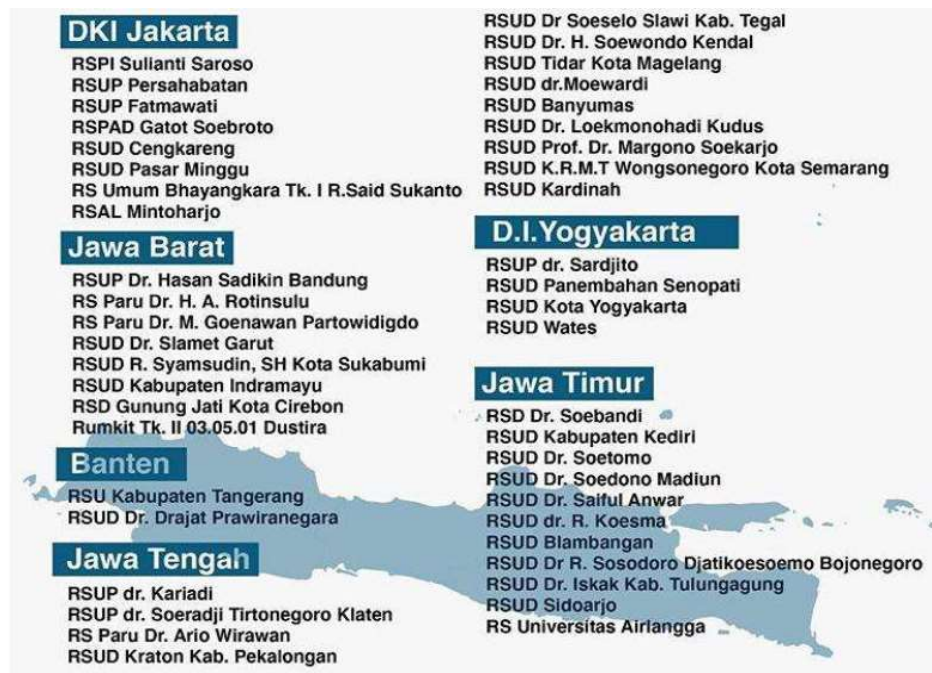 DKI Jakarta
RSPI Sulianti Saroso
RSUP Persahabatan
RSUP Fatmawati
RSPAD Gatot Soebroto
RSUD Cengkareng
RSUD Pasar Minggu
RS Umum Bhayangkara Tk. I R.Said Sukanto
RSAL Mintoharjo
Jawa Barat
RSUP Dr. Hasan Sadikin Bandung
RS Paru Dr. H. A. Rotinsulu
RS Paru Dr. M. Goenawan Partowidigdo
RSUD Dr. Slamet Garut
RSUD R. Syamsudin, SH Kota Sukabumi
RSUD Kabupaten Indramayu
RSD Gunung Jati Kota Cirebon
Rumkit Tk. II 03.05.01 Dustira
Banten
RSU Kabupaten Tangerang
RSUD Dr. Drajat Prawiranegara
Jawa Tengah
RSUP dr. Kariadi
RSUP dr. Soeradji Tirtonegoro Klaten
RS Paru Dr. Ario Wirawan
RSUD Kraton Kab. Pekalongan
RSUD Dr Soeselo Slawi Kab. Tegal
RSUD Dr. H. Soewondo Kendal
RSUD Tidar Kota Magelang
RSUD dr.Moewardi
RSUD Banyumas
RSUD Dr. Loekmonohadi Kudus
RSUD Prof. Dr. Margono Soekarjo
RSUD K.R.M.T Wongsonegoro Kota Semarang
RSUD Kardinah
D.I.Yogyakarta
RSUP dr. Sardjito
RSUD Panembahan Senopati
RSUD Kota Yogyakarta
RSUD Wates
Jawa Timur
RSD Dr. Soebandi
RSUD Kabupaten Kediri
RSUD Dr. Soetomo
RSUD Dr. Soedono Madiun
RSUD Dr. Saiful Anwar
RSUD dr. R. Koesma
RSUD Blambangan
RSUD Dr R. Sosodoro Djatikoesoemo Bojonegoro
RSUD Dr. Iskak Kab. Tulungagung
RSUD Sidoarjo
RS Universitas Airlangga